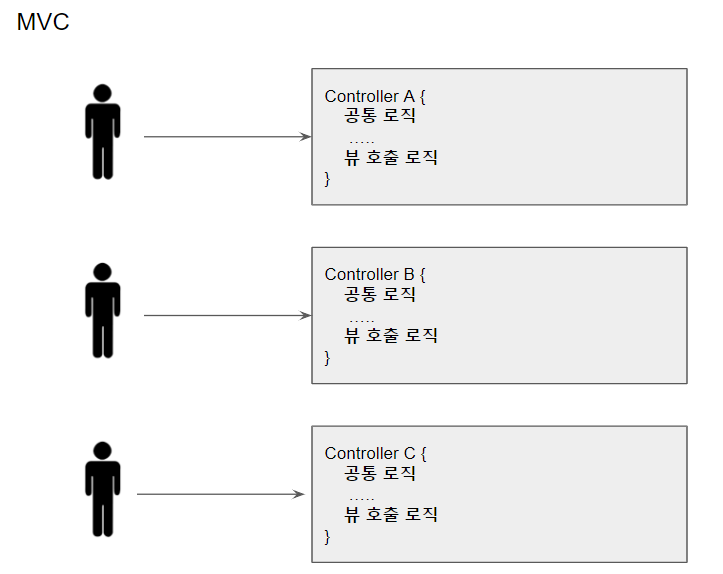 MVC
Controller A {
공통 로직
.....
뷰 호출 로직
}
Controller B {
공통 로직
.....
뷰 호출 로직
}
Controller C {
공통 로직
.....
뷰 호출 로직
}